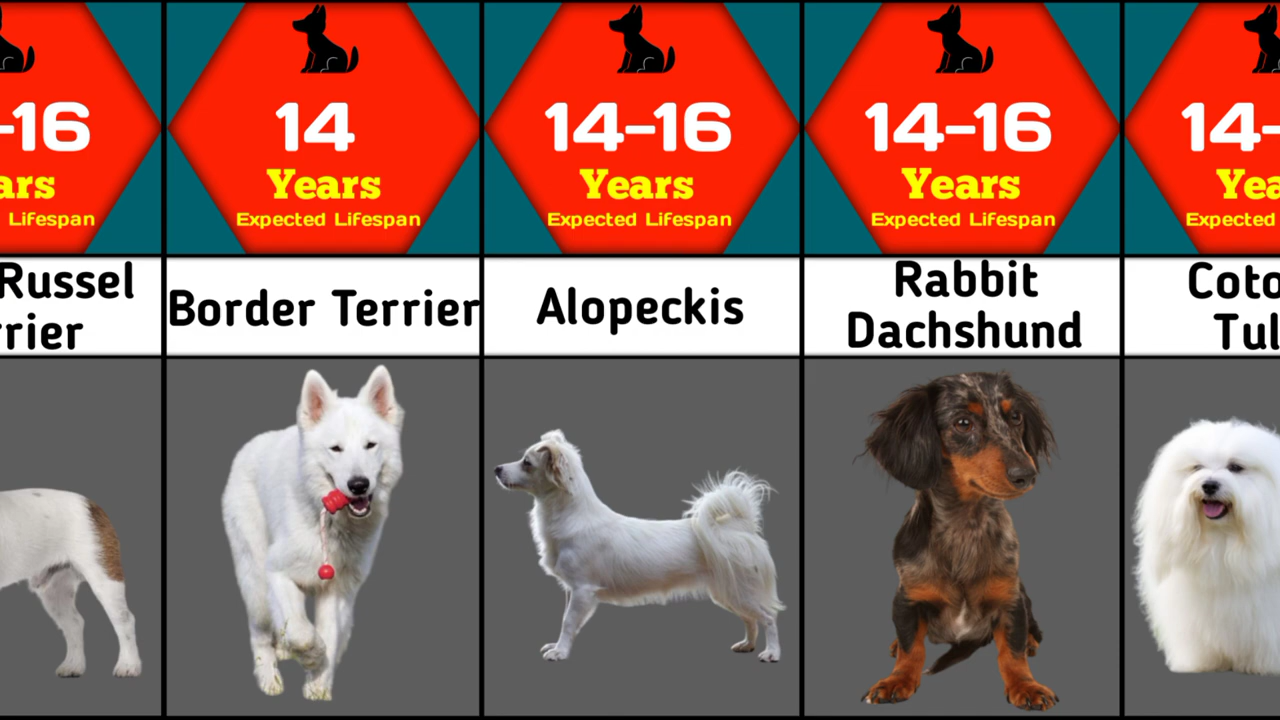 -16
ars
Lifespan
Russel
rrier
14
Years
Expected Lifespan
Border Terrier
14-16
Years
Expected Lifespan
Alopeckis
14-16
Years
Expected Lifespan
Rabbit
Dachshund
14-
Yea
Expected
Coto
Tul